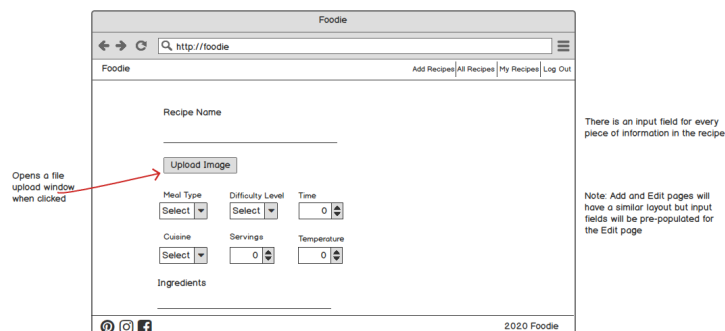 Foodie
http://foodie
Foodie
Add Recipes All Recipes My Recipes Log Out
Recipe Name
There is an input field for every
piece of information in the recipe
Upload Image
Opens a file
upload window
when clicked
Meal Type Difficulty Level Time
Select Select 0
Note: Add and Edit pages will
have a similar layout but input
fields will be pre-populated for
the Edit page
Cuisine Servings Temperature
Select 0 0
Ingredients
2020 Foodie